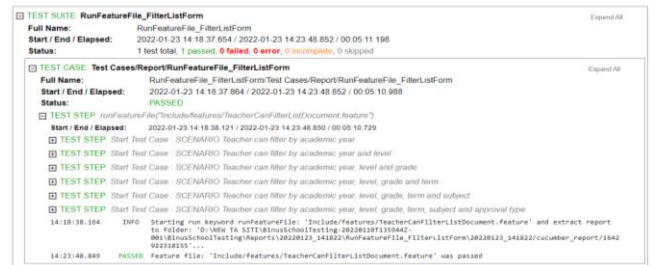 TEST SUITE RunFeatureFile_FilterListForm Expand All
Full Name: RunFeatureFile_FilterListForm
Start / End / Elapsed: 2022-01-23 14:18:37.654 / 2022-01-23 14:23:48.852 / 00:05:11.198
Status: 1 test total, 1 passed, 0 failed, 0 error, 0 incomplete, 0 skipped
TEST CASE Test Cases/Report/RunFeatureFile_FilterListForm Expand All
Full Name: RunFeatureFile_FilterListForm/Test Cases/Report/RunFeatureFile_FilterListForm
Start / End / Elapsed: 2022-01-23 14:18:37.864 / 2022-01-23 14:23:48.852 / 00:05:10.988
Status: PASSED
TEST STEP runFeatureFile("Include/features/TeacherCanFilterListDocument.feature")
Start / End / Elapsed: 2022-01-23 14:18:38.121 / 2022-01-23 14:23:48.850 / 00:05:10.729
TEST STEP Start Test Case : SCENARIO Teacher can filter by academic year
TEST STEP Start Test Case : SCENARIO Teacher can filter by academic year and level
TEST STEP Start Test Case : SCENARIO Teacher can filter by academic year, level and grade
TEST STEP Start Test Case : SCENARIO Teacher can filter by academic year, level, grade and term
TEST STEP Start Test Case : SCENARIO Teacher can filter by academic year, level, grade, term and subject
TEST STEP Start Test Case : SCENARIO Teacher can filter by academic year, level, grade, term, subject and approval type
14:18:38.164 INFO Starting run keyword runFeatureFile: 'Include/features/TeacherCanFilterListDocument.feature' and extract report
to folder: 'D:\NEW TA SITI\BinusSchoolTesting-20220110T135944Z-
001\BinusSchoolTesting\Reports\20220123_141822\RunFeatureFile_FilterListForm\20220123_141822/cucumber_report/1642
922318155'...
14:23:48.849 PASSED Feature file: 'Include/features/TeacherCanFilterListDocument.feature' was passed